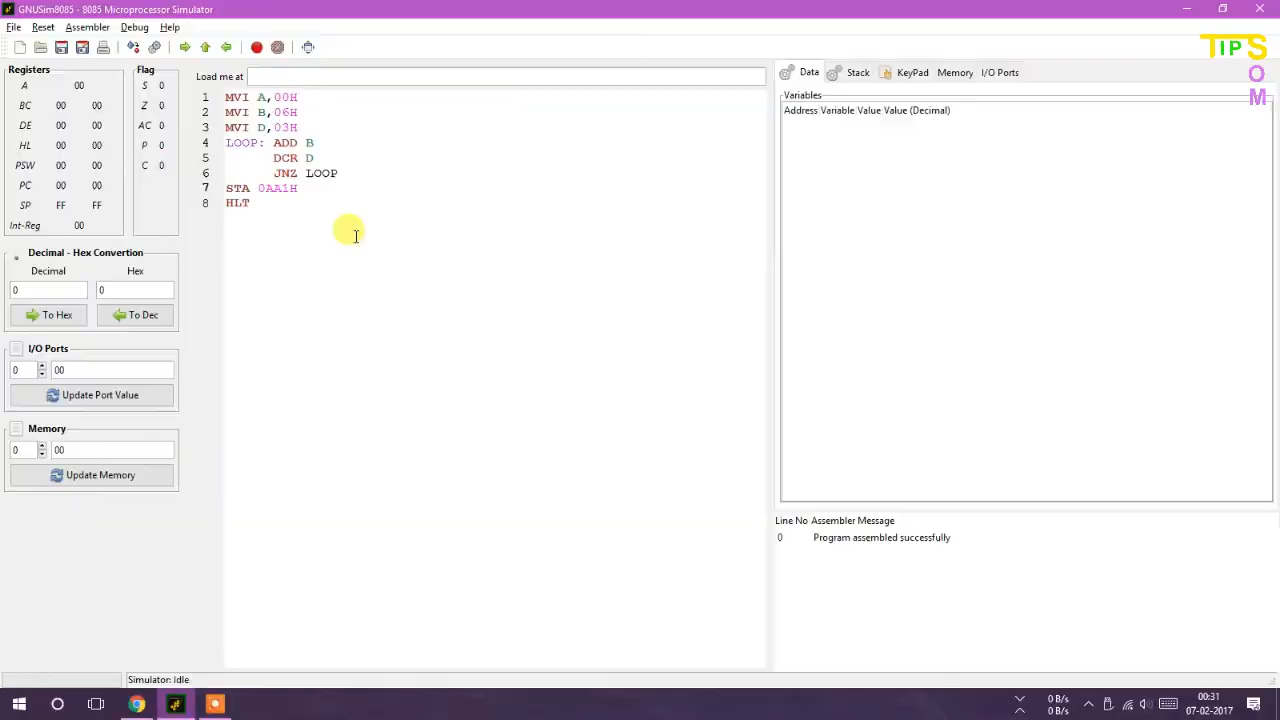 GNUSim8085 - 8085 Microprocessor Simulator
File Reset Assembler Debug Help
TIPS
OM
Registers
Flag
A 00
BC 00 00
DE 00 00
HL 00 00
PSW 00 00
PC 00 00
SP FF FF
Int-Reg 00
S 0
Z 0
AC 0
P 0
C 0
Decimal - Hex Convertion
Decimal Hex
0 0
To Hex To Dec
I/O Ports
0 00
Update Port Value
Memory
0 00
Update Memory
Load me at
1 MVI A,00H
2 MVI B,06H
3 MVI D,03H
4 LOOP: ADD B
5 DCR D
6 JNZ LOOP
7 STA 0AA1H
8 HLT
Data Stack KeyPad Memory I/O Ports
Variables
Address Variable Value Value (Decimal)
Line No Assembler Message
0 Program assembled successfully
Simulator: Idle
0 B/s
0 B/s
00:31
07-02-2017